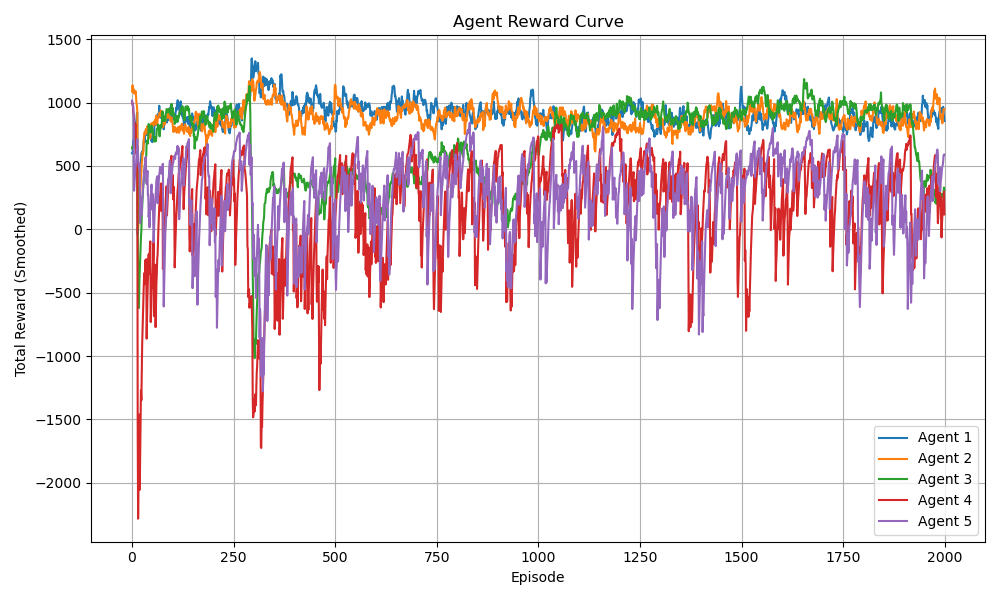 Agent Reward Curve
1500
1000
500
0
−500
−1000
−1500
−2000
Total Reward (Smoothed)
0 250 500 750 1000 1250 1500 1750 2000
Episode
Agent 1
Agent 2
Agent 3
Agent 4
Agent 5